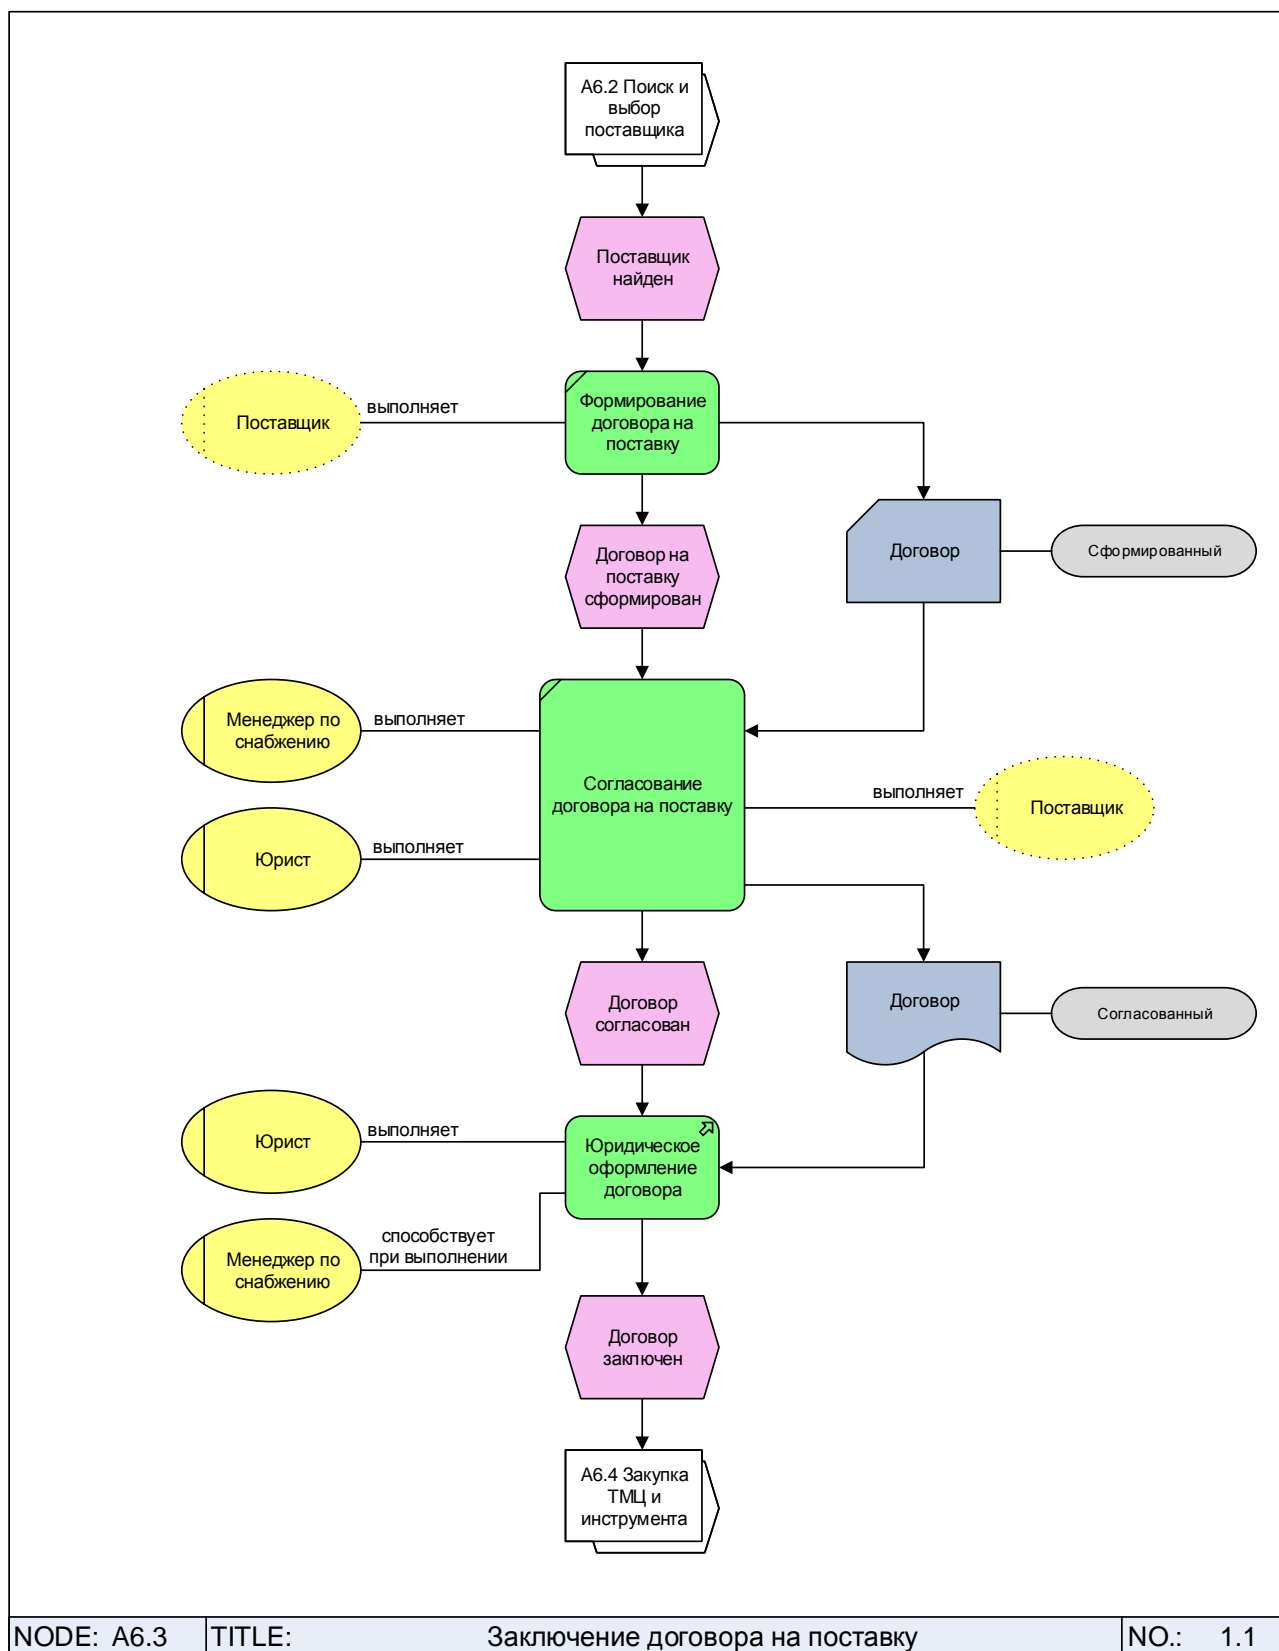 А6.2 Поиск и
выбор
поставщика
Поставщик
найден
Поставщик
выполняет
Формирование
договора на
поставку
Договор на
поставку
сформирован
Договор
Сформированный
Менеджер по
снабжению
выполняет
Согласование
договора на поставку
выполняет
Поставщик
Юрист
выполняет
Договор
согласован
Договор
Согласованный
Юрист
выполняет
Юридическое
оформление
договора
Менеджер по
снабжению
способствует
при выполнении
Договор
заключен
А6.4 Закупка
ТМЦ и
инструмента
NODE: А6.3 TITLE: Заключение договора на поставку NO.: 1.1